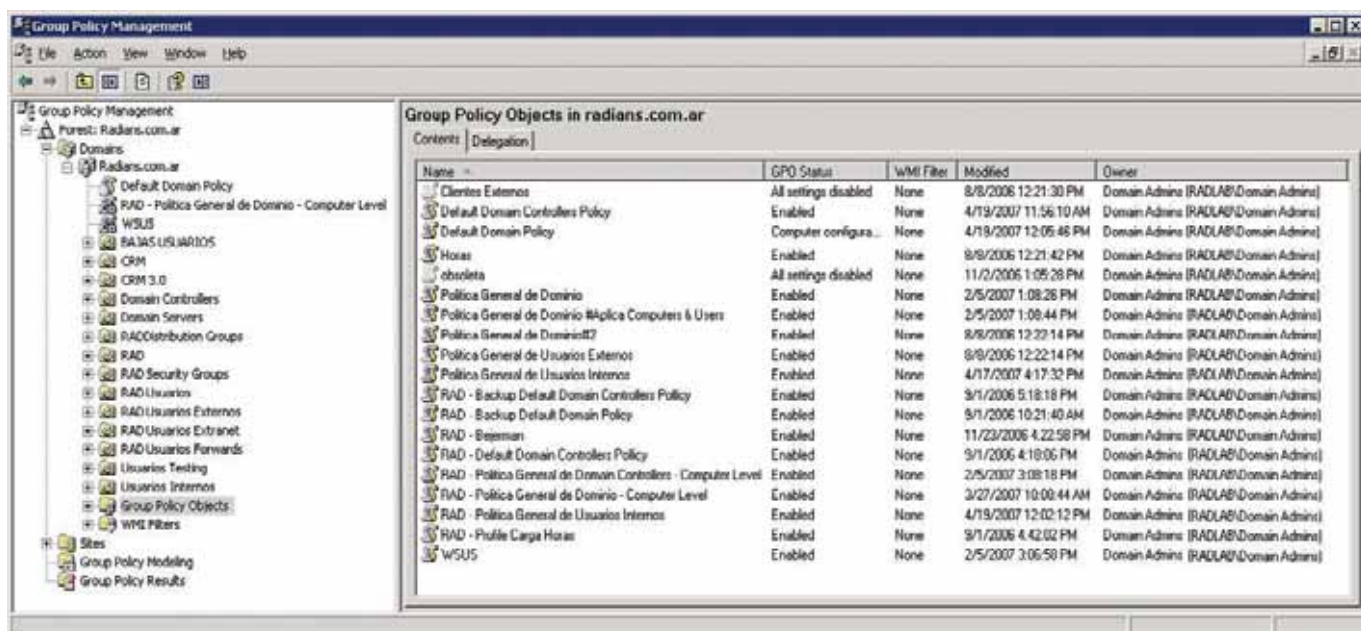 Group Policy Management
File Action View Window Help
Group Policy Management
Forest: Radians.com.ar
Domains
Radians.com.ar
Default Domain Policy
RAD - Politica General de Dominio - Computer Level
WSUS
BAJAS USUARIOS
CRM
CRM 3.0
Domain Controllers
Domain Servers
RADDistribution Groups
RAD
RAD Security Groups
RAD Usuarios
RAD Usuarios Externos
RAD Usuarios Extranet
RAD Usuarios Forwards
Usuarios Testing
Usuarios Internos
Group Policy Objects
WMI Filters
Sites
Group Policy Modeling
Group Policy Results
Group Policy Objects in radians.com.ar
Contents Delegation
Name GPO Status WMI Filter Modified Owner
Clientes Externos All settings disabled None 8/8/2006 12:21:30 PM Domain Admins (RADLAB\Domain Admins)
Default Domain Controllers Policy Enabled None 4/19/2007 11:56:10 AM Domain Admins (RADLAB\Domain Admins)
Default Domain Policy Computer configura... None 4/19/2007 12:05:46 PM Domain Admins (RADLAB\Domain Admins)
Horas Enabled None 8/8/2006 12:21:42 PM Domain Admins (RADLAB\Domain Admins)
obsoleta All settings disabled None 11/2/2006 1:05:28 PM Domain Admins (RADLAB\Domain Admins)
Politica General de Dominio Enabled None 2/5/2007 1:08:26 PM Domain Admins (RADLAB\Domain Admins)
Politica General de Dominio #Aplica Computers & Users Enabled None 2/5/2007 1:08:44 PM Domain Admins (RADLAB\Domain Admins)
Politica General de Dominio#2 Enabled None 8/8/2006 12:22:14 PM Domain Admins (RADLAB\Domain Admins)
Politica General de Usuarios Externos Enabled None 8/8/2006 12:22:14 PM Domain Admins (RADLAB\Domain Admins)
Politica General de Usuarios Internos Enabled None 4/17/2007 4:17:32 PM Domain Admins (RADLAB\Domain Admins)
RAD - Backup Default Domain Controllers Pollicy Enabled None 9/1/2006 5:18:18 PM Domain Admins (RADLAB\Domain Admins)
RAD - Backup Default Domain Policy Enabled None 9/1/2006 10:21:40 AM Domain Admins (RADLAB\Domain Admins)
RAD - Bejerman Enabled None 11/23/2006 4:22:58 PM Domain Admins (RADLAB\Domain Admins)
RAD - Default Domain Controllers Policy Enabled None 9/1/2006 4:18:06 PM Domain Admins (RADLAB\Domain Admins)
RAD - Politica General de Domain Controllers - Computer Level Enabled None 2/5/2007 3:08:18 PM Domain Admins (RADLAB\Domain Admins)
RAD - Politica General de Dominio - Computer Level Enabled None 3/27/2007 10:08:44 AM Domain Admins (RADLAB\Domain Admins)
RAD - Politica General de Usuarios Internos Enabled None 4/19/2007 12:02:12 PM Domain Admins (RADLAB\Domain Admins)
RAD - Profile Carga Horas Enabled None 9/1/2006 4:42:02 PM Domain Admins (RADLAB\Domain Admins)
WSUS Enabled None 2/5/2007 3:06:58 PM Domain Admins (RADLAB\Domain Admins)